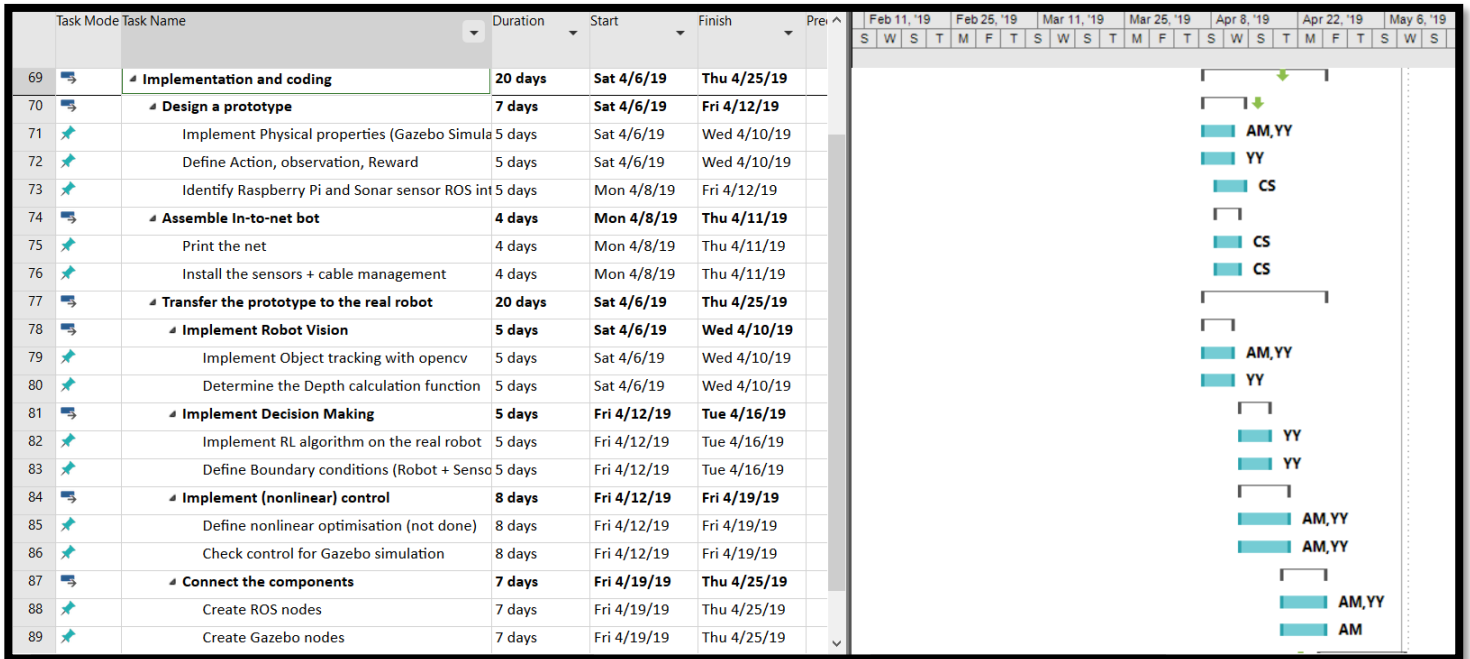 Task Mode Task Name Duration Start Finish Feb 11, '19 Feb 25, '19 Mar 11, '19 Mar 25, '19 Apr 8, '19 Apr 22, '19 May 6, '19
S W S T M F T S W S T M F T S W S T M F T S W S
69 Implementation and coding 20 days Sat 4/6/19 Thu 4/25/19
70 Design a prototype 7 days Sat 4/6/19 Fri 4/12/19
71 Implement Physical properties (Gazebo Simula 5 days Sat 4/6/19 Wed 4/10/19 AM,YY
72 Define Action, observation, Reward 5 days Sat 4/6/19 Wed 4/10/19 YY
73 Identify Raspberry Pi and Sonar sensor ROS int 5 days Mon 4/8/19 Fri 4/12/19 CS
74 Assemble In-to-net bot 4 days Mon 4/8/19 Thu 4/11/19
75 Print the net 4 days Mon 4/8/19 Thu 4/11/19 CS
76 Install the sensors + cable management 4 days Mon 4/8/19 Thu 4/11/19 CS
77 Transfer the prototype to the real robot 20 days Sat 4/6/19 Thu 4/25/19
78 Implement Robot Vision 5 days Sat 4/6/19 Wed 4/10/19
79 Implement Object tracking with opencv 5 days Sat 4/6/19 Wed 4/10/19 AM,YY
80 Determine the Depth calculation function 5 days Sat 4/6/19 Wed 4/10/19 YY
81 Implement Decision Making 5 days Fri 4/12/19 Tue 4/16/19
82 Implement RL algorithm on the real robot 5 days Fri 4/12/19 Tue 4/16/19 YY
83 Define Boundary conditions (Robot + Senso 5 days Fri 4/12/19 Tue 4/16/19 YY
84 Implement (nonlinear) control 8 days Fri 4/12/19 Fri 4/19/19
85 Define nonlinear optimisation (not done) 8 days Fri 4/12/19 Fri 4/19/19 AM,YY
86 Check control for Gazebo simulation 8 days Fri 4/12/19 Fri 4/19/19 AM,YY
87 Connect the components 7 days Fri 4/19/19 Thu 4/25/19
88 Create ROS nodes 7 days Fri 4/19/19 Thu 4/25/19 AM,YY
89 Create Gazebo nodes 7 days Fri 4/19/19 Thu 4/25/19 AM